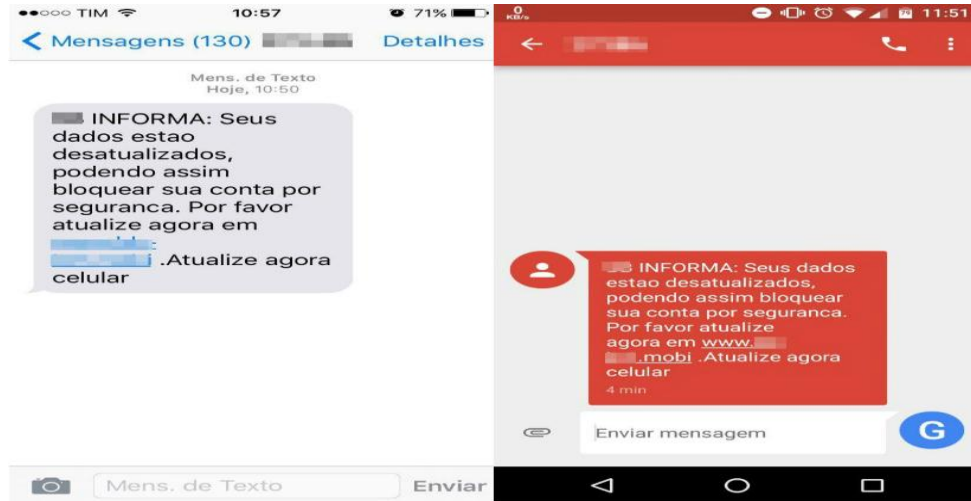 TIM 10:57 71%
Mensagens (130) Detalhes
Mens. de Texto
Hoje, 10:50
INFORMA: Seus
dados estao
desatualizados,
podendo assim
bloquear sua conta por
seguranca. Por favor
atualize agora em
.Atualize agora
celular
Mens. de Texto Enviar
0
KB/s 11:51
INFORMA: Seus dados
estao desatualizados,
podendo assim bloquear
sua conta por seguranca.
Por favor atualize
agora em www.
.mobi .Atualize agora
celular
4 min
Enviar mensagem G